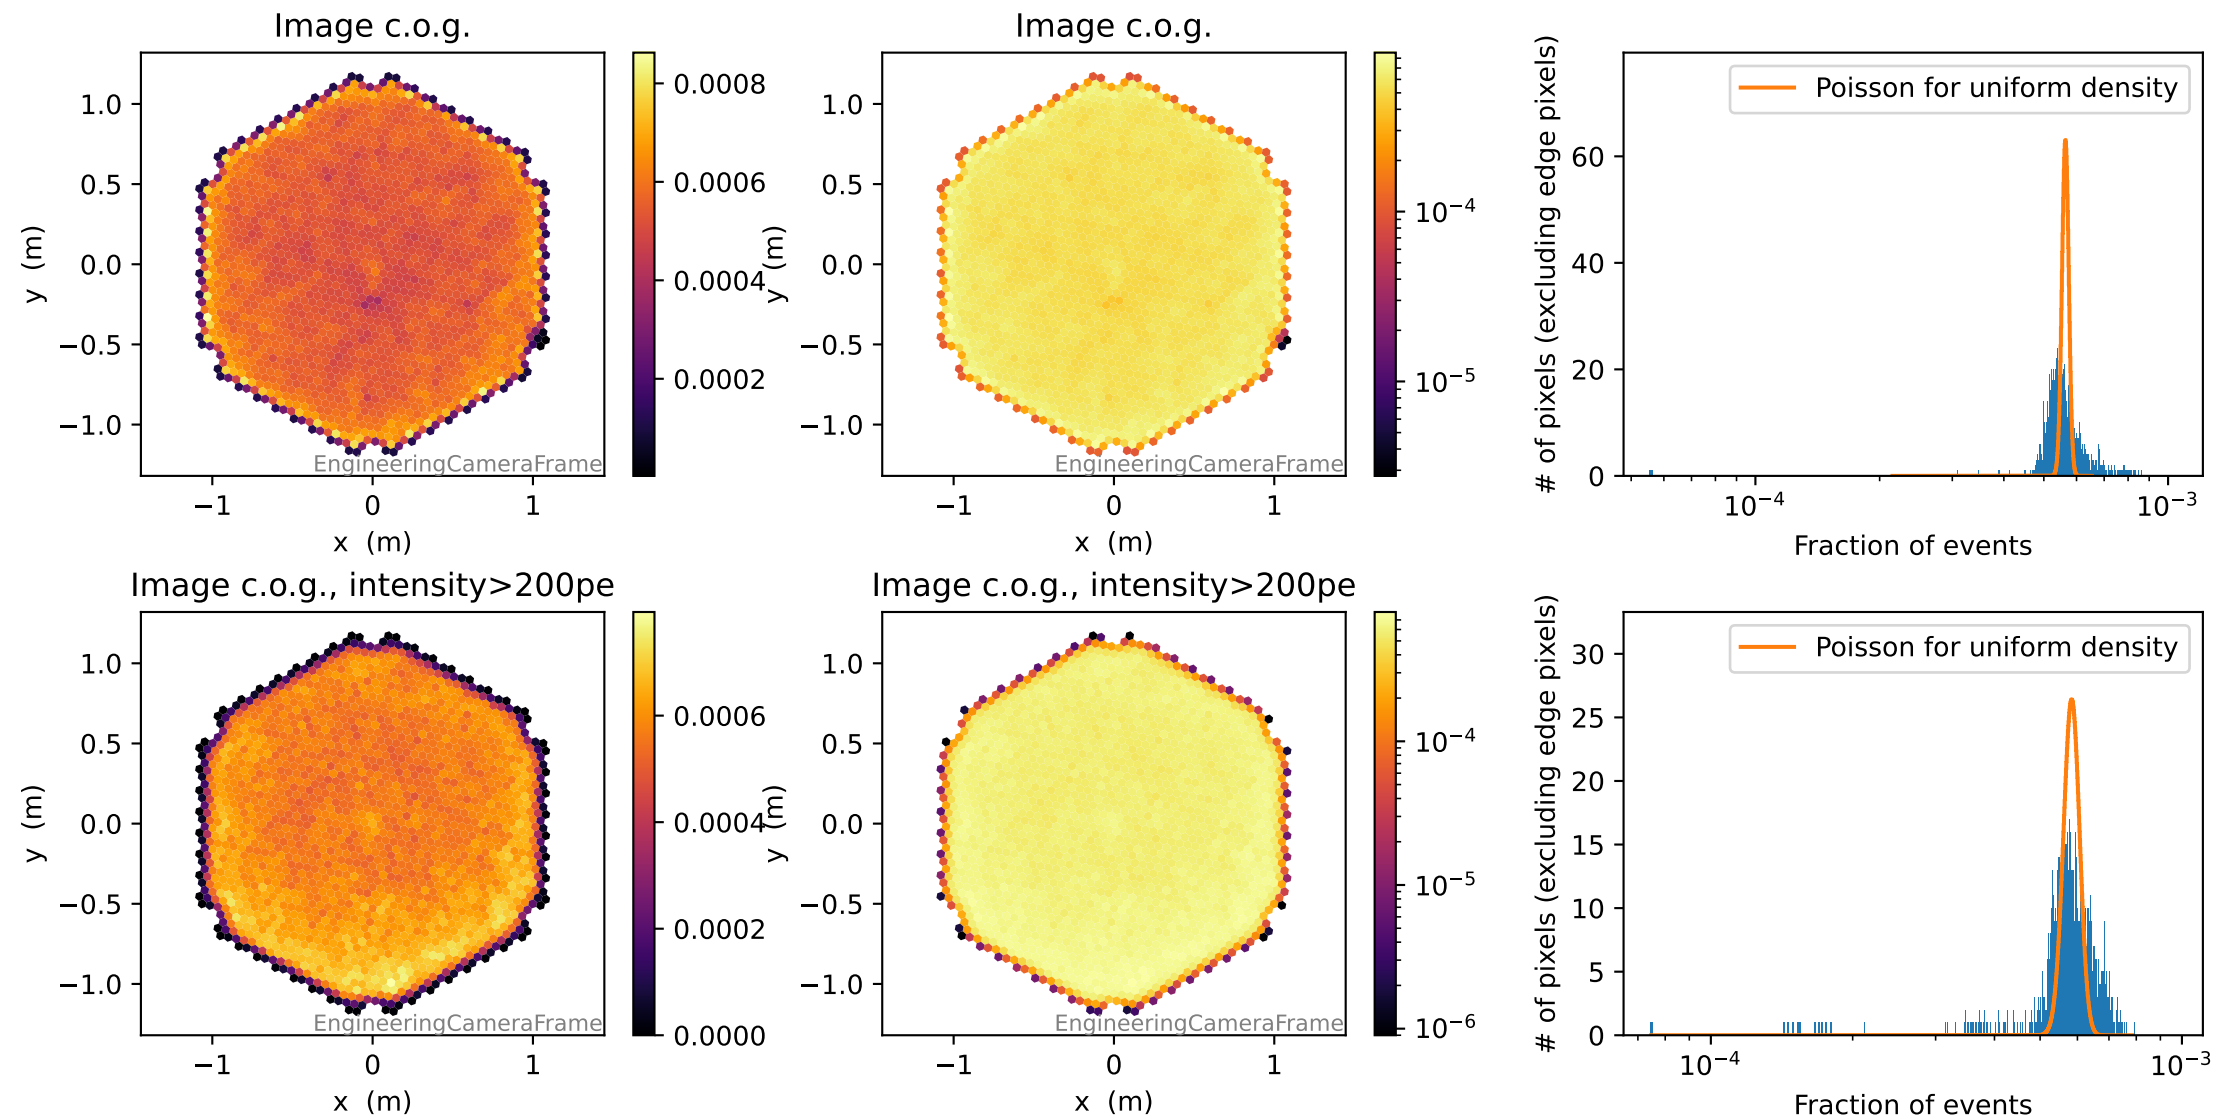 Image c.o.g.
1.0
0.5
0.0
−0.5
−1.0
y (m)
−1
0
1
x (m)
EngineeringCameraFrame
0.0008
0.0006
0.0004
0.0002
Image c.o.g.
1.0
0.5
0.0
−0.5
−1.0
y (m)
−1
0
1
x (m)
EngineeringCameraFrame
10⁻⁴
10⁻⁵
# of pixels (excluding edge pixels)
60
40
20
0
Poisson for uniform density
10⁻⁴
10⁻³
Fraction of events
Image c.o.g., intensity>200pe
1.0
0.5
0.0
−0.5
−1.0
y (m)
−1
0
1
x (m)
EngineeringCameraFrame
0.0006
0.0004
0.0002
0.0000
Image c.o.g., intensity>200pe
1.0
0.5
0.0
−0.5
−1.0
y (m)
−1
0
1
x (m)
EngineeringCameraFrame
10⁻⁴
10⁻⁵
10⁻⁶
# of pixels (excluding edge pixels)
30
25
20
15
10
5
0
Poisson for uniform density
10⁻⁴
10⁻³
Fraction of events